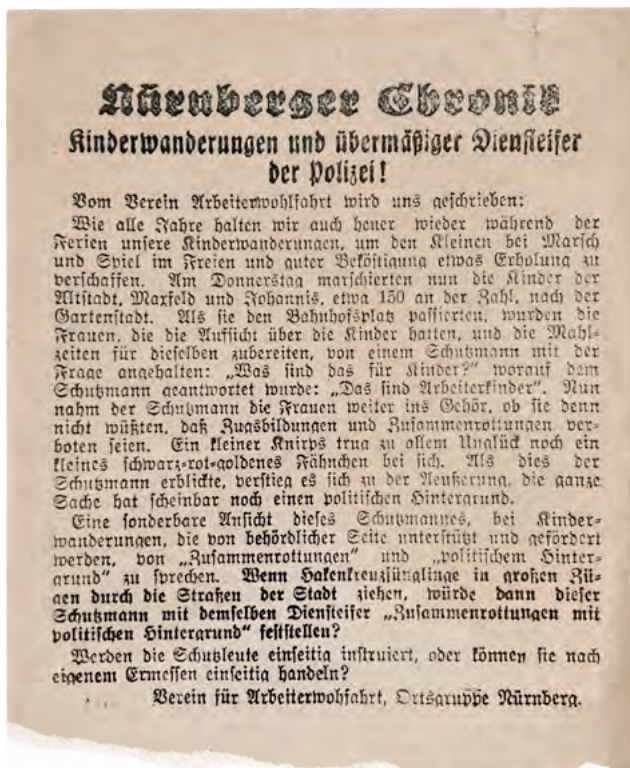 Nürnberger Chronik
Kinderwanderungen und übermäßiger Diensteifer
der Polizei!
Vom Verein Arbeiterwohlfahrt wird uns geschrieben:
Wie alle Jahre halten wir auch heuer wieder während der
Ferien unsere Kinderwanderungen, um den Kleinen bei Marsch
und Spiel im Freien und guter Beköstigung etwas Erholung zu
verschaffen. Am Donnerstag marschierten nun die Kinder der
Altstadt, Maxfeld und Johannis, etwa 150 an der Zahl, nach der
Gartenstadt. Als sie den Bahnhofsplatz passierten, wurden die
Frauen, die die Aufsicht über die Kinder hatten, und die Mahl-
zeiten für dieselben zubereiten, von einem Schutzmann mit der
Frage angehalten: „Was sind das für Kinder?" worauf dem
Schutzmann geantwortet wurde: „Das sind Arbeiterkinder". Nun
nahm der Schutzmann die Frauen weiter ins Gehör, ob sie denn
nicht wüßten, daß Zugsbildungen und Zusammenrottungen ver-
boten seien. Ein kleiner Knirps trug zu allem Unglück noch ein
kleines schwarz-rot-goldenes Fähnchen bei sich. Als dies der
Schutzmann erblickte, verstieg es sich zu der Aeußerung, die ganze
Sache hat scheinbar noch einen politischen Hintergrund.
Eine sonderbare Ansicht dieses Schutzmannes, bei Kinder-
wanderungen, die von behördlicher Seite unterstützt und gefördert
werden, von „Zusammenrottungen" und „politischem Hinter-
grund" zu sprechen. Wenn Hakenkreuzjünglinge in großen Zü-
gen durch die Straßen der Stadt ziehen, würde dann dieser
Schutzmann mit demselben Diensteifer „Zusammenrottungen mit
politischen Hintergrund" feststellen?
Werden die Schutzleute einseitig instruiert, oder können sie nach
eigenem Ermessen einseitig handeln?
Verein für Arbeiterwohfahrt, Ortsgruppe Nürnberg.